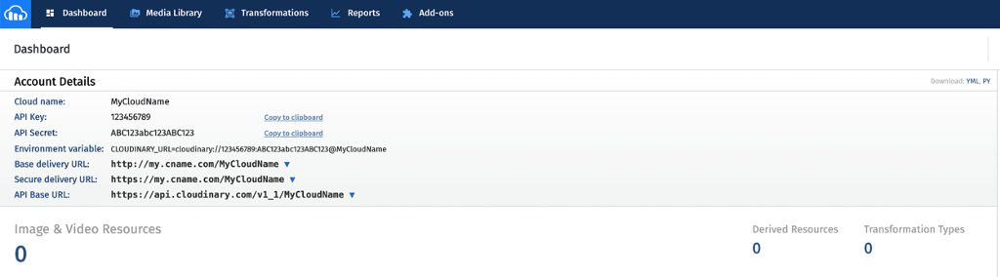 Dashboard Media Library Transformations Reports Add-ons
Dashboard
Account Details Download: YML, PY
Cloud name: MyCloudName
API Key: 123456789 Copy to clipboard
API Secret: ABC123abc123ABC123 Copy to clipboard
Environment variable: CLOUDINARY_URL=cloudinary://123456789:ABC123abc123ABC123@MyCloudName
Base delivery URL: http://my.cname.com/MyCloudName
Secure delivery URL: https://my.cname.com/MyCloudName
API Base URL: https://api.cloudinary.com/v1_1/MyCloudName
Image & Video Resources Derived Resources Transformation Types
0 0 0